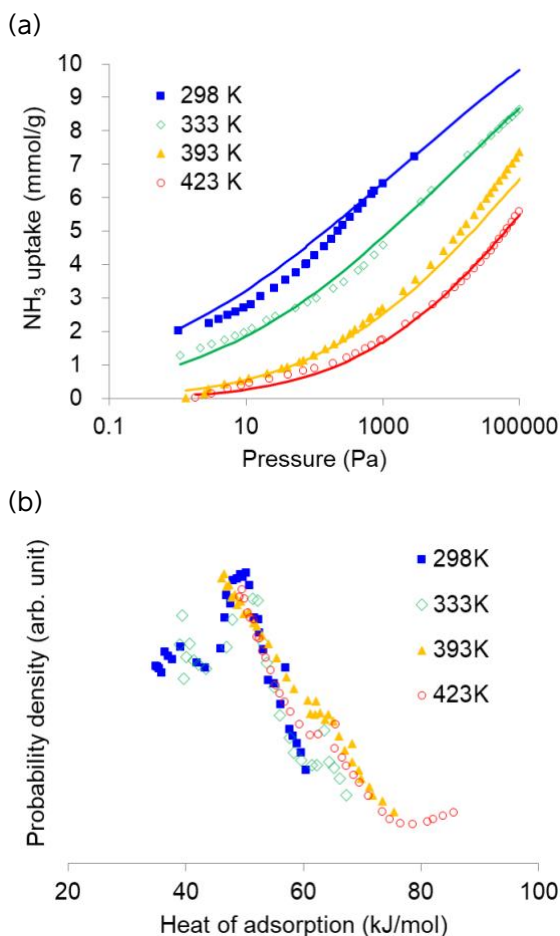 (a)
NH₃ uptake (mmol/g)
10
9
8
7
6
5
4
3
2
1
0
298 K
333 K
393 K
423 K
0.1
10
1000
100000
Pressure (Pa)
(b)
Probability density (arb. unit)
298K
333K
393K
423K
20
40
60
80
100
Heat of adsorption (kJ/mol)